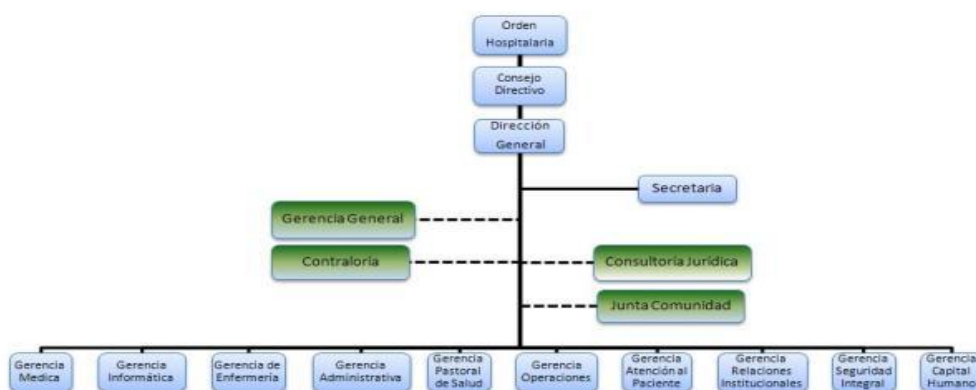 Orden
Hospitalaria
Consejo
Directivo
Dirección
General
Secretaria
Gerencia General
Contraloría
Consultoría Jurídica
Junta Comunidad
Gerencia
Medica
Gerencia
Informática
Gerencia de
Enfermería
Gerencia
Administrativa
Gerencia
Pastoral
de Salud
Gerencia
Operaciones
Gerencia
Atención al
Paciente
Gerencia
Relaciones
Institucionales
Gerencia
Seguridad
Integral
Gerencia
Capital
Humano